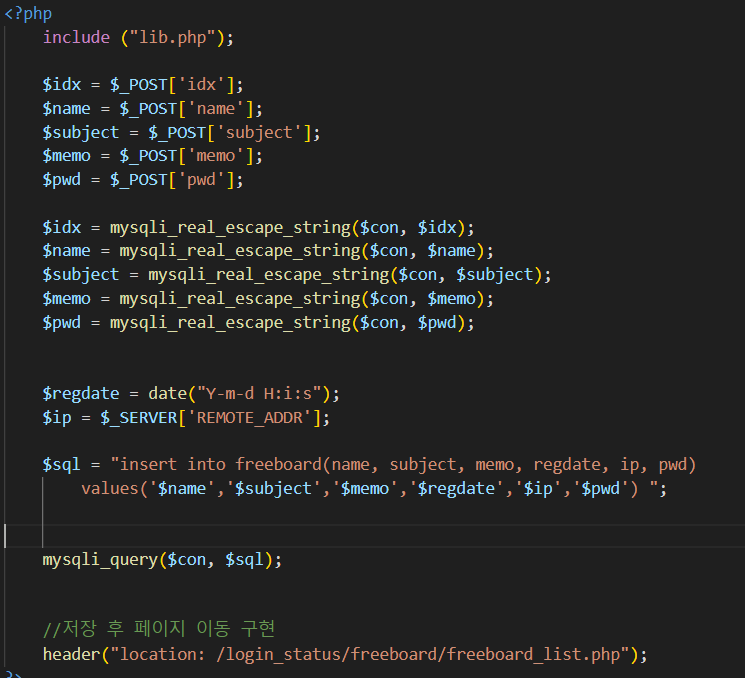 <?php
include ("lib.php");
$idx = $_POST['idx'];
$name = $_POST['name'];
$subject = $_POST['subject'];
$memo = $_POST['memo'];
$pwd = $_POST['pwd'];
$idx = mysqli_real_escape_string($con, $idx);
$name = mysqli_real_escape_string($con, $name);
$subject = mysqli_real_escape_string($con, $subject);
$memo = mysqli_real_escape_string($con, $memo);
$pwd = mysqli_real_escape_string($con, $pwd);
$regdate = date("Y-m-d H:i:s");
$ip = $_SERVER['REMOTE_ADDR'];
$sql = "insert into freeboard(name, subject, memo, regdate, ip, pwd)
values('$name','$subject','$memo','$regdate','$ip','$pwd') ";
mysqli_query($con, $sql);
//저장 후 페이지 이동 구현
header("location: /login_status/freeboard/freeboard_list.php");
?>